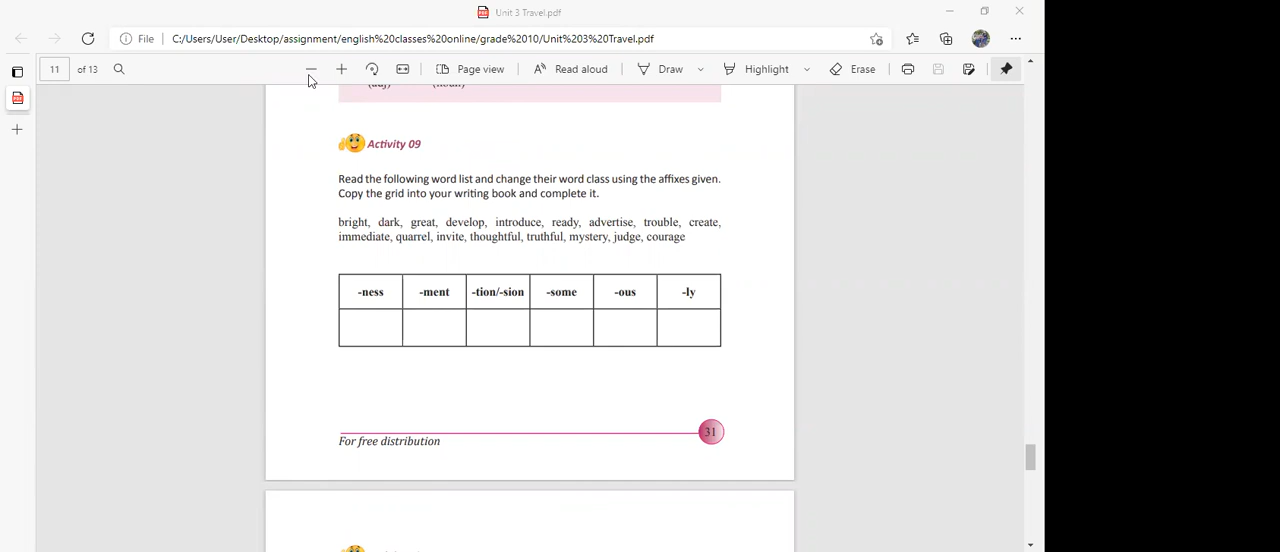 Unit 3 Travel.pdf
File C:/Users/User/Desktop/assignment/english%20classes%20online/grade%2010/Unit%203%20Travel.pdf
11 of 13 Page view Read aloud Draw Highlight Erase
(adj) (noun)
Activity 09
Read the following word list and change their word class using the affixes given.
Copy the grid into your writing book and complete it.
bright, dark, great, develop, introduce, ready, advertise, trouble, create,
immediate, quarrel, invite, thoughtful, truthful, mystery, judge, courage
-ness -ment -tion/-sion -some -ous -ly
31
For free distribution